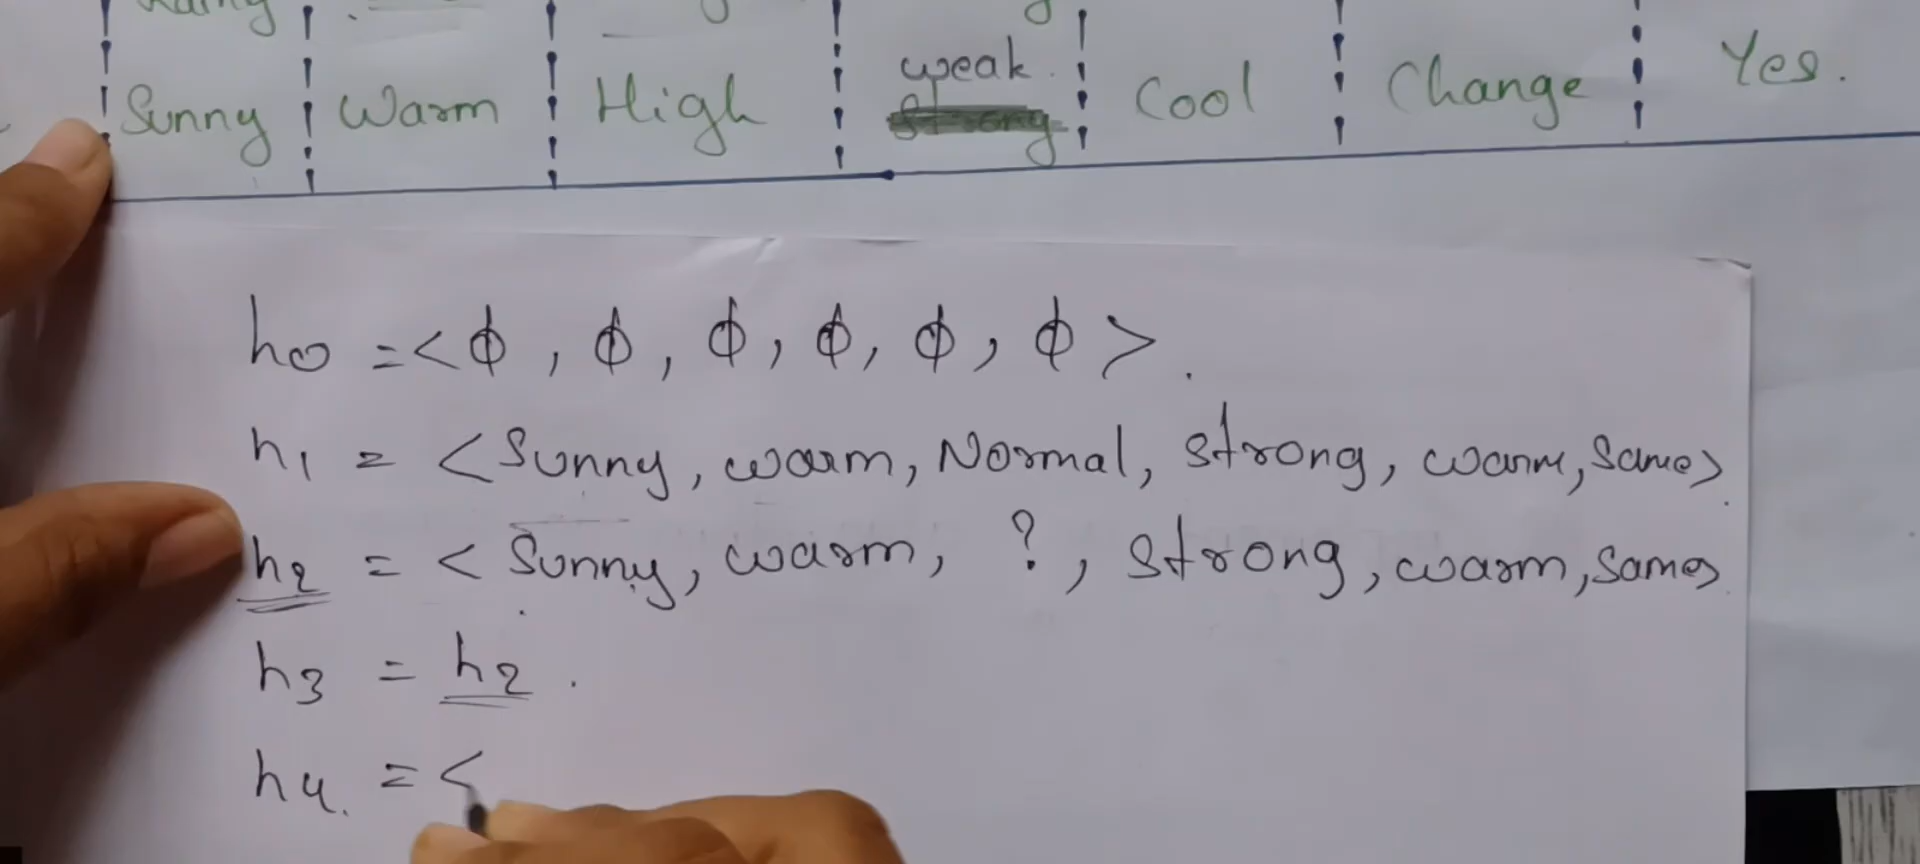 Sunny Warm High weak. Cool Change Yes.
h0 = < ϕ, ϕ, ϕ, ϕ, ϕ, ϕ >.
h1 = < Sunny, warm, Normal, strong, warm, Same >
h2 = < Sunny, warm, ?, strong, warm, Same >
h3 = h2.
h4. = <